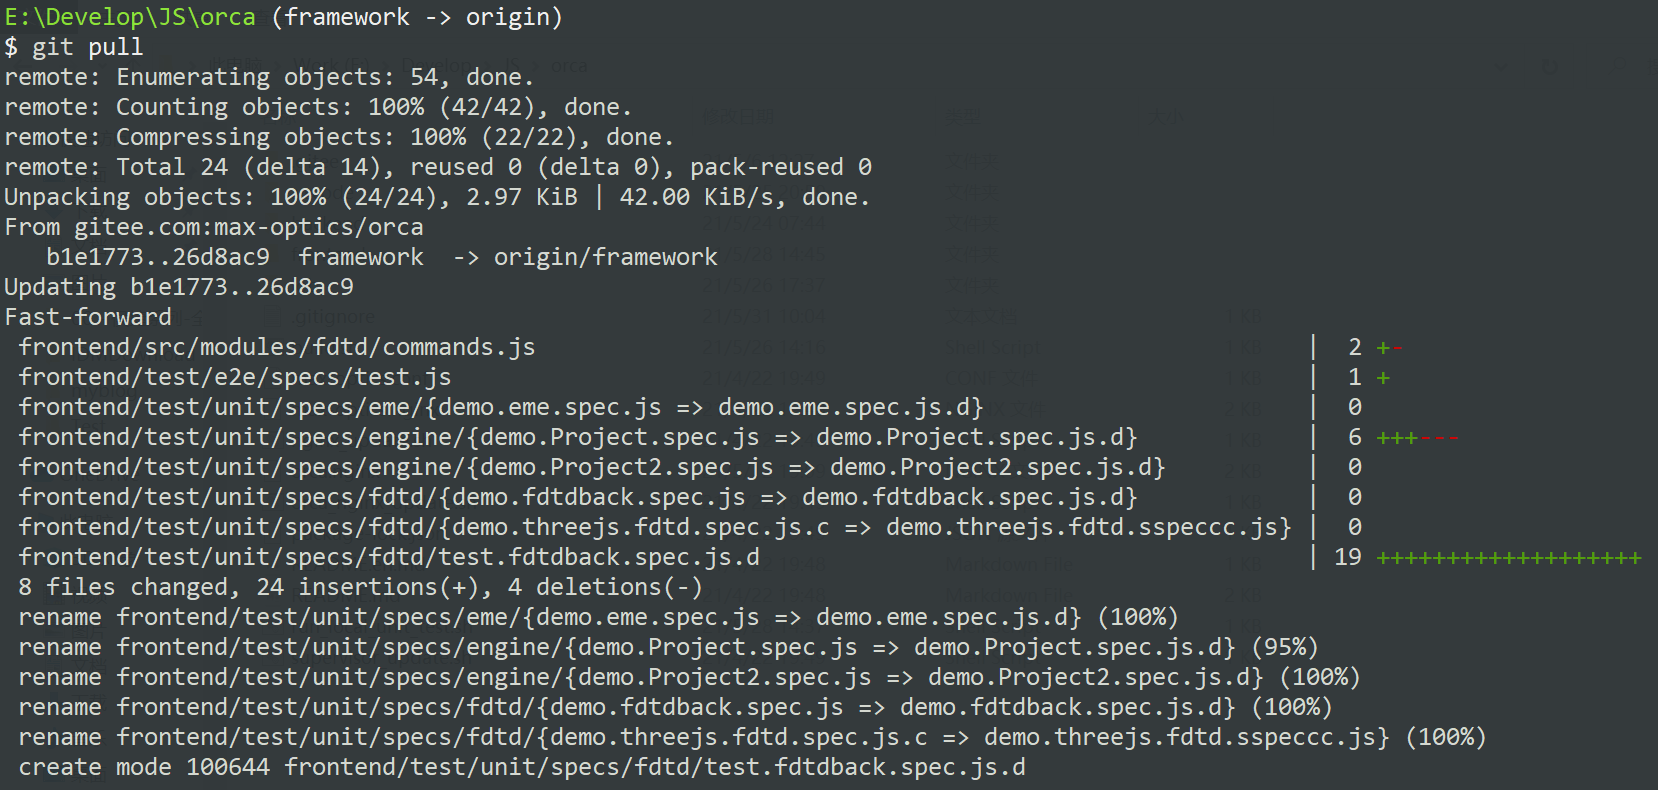 E:\Develop\JS\orca (framework -> origin)
$ git pull
remote: Enumerating objects: 54, done.
remote: Counting objects: 100% (42/42), done.
remote: Compressing objects: 100% (22/22), done.
remote: Total 24 (delta 14), reused 0 (delta 0), pack-reused 0
Unpacking objects: 100% (24/24), 2.97 KiB | 42.00 KiB/s, done.
From gitee.com:max-optics/orca
   b1e1773..26d8ac9  framework  -> origin/framework
Updating b1e1773..26d8ac9
Fast-forward
 frontend/src/modules/fdtd/commands.js | 2 +-
 frontend/test/e2e/specs/test.js | 1 +
 frontend/test/unit/specs/eme/{demo.eme.spec.js => demo.eme.spec.js.d} | 0
 frontend/test/unit/specs/engine/{demo.Project.spec.js => demo.Project.spec.js.d} | 6 +++---
 frontend/test/unit/specs/engine/{demo.Project2.spec.js => demo.Project2.spec.js.d} | 0
 frontend/test/unit/specs/fdtd/{demo.fdtdback.spec.js => demo.fdtdback.spec.js.d} | 0
 frontend/test/unit/specs/fdtd/{demo.threejs.fdtd.spec.js.c => demo.threejs.fdtd.sspeccc.js} | 0
 frontend/test/unit/specs/fdtd/test.fdtdback.spec.js.d | 19 +++++++++++++++++++
 8 files changed, 24 insertions(+), 4 deletions(-)
 rename frontend/test/unit/specs/eme/{demo.eme.spec.js => demo.eme.spec.js.d} (100%)
 rename frontend/test/unit/specs/engine/{demo.Project.spec.js => demo.Project.spec.js.d} (95%)
 rename frontend/test/unit/specs/engine/{demo.Project2.spec.js => demo.Project2.spec.js.d} (100%)
 rename frontend/test/unit/specs/fdtd/{demo.fdtdback.spec.js => demo.fdtdback.spec.js.d} (100%)
 rename frontend/test/unit/specs/fdtd/{demo.threejs.fdtd.spec.js.c => demo.threejs.fdtd.sspeccc.js} (100%)
 create mode 100644 frontend/test/unit/specs/fdtd/test.fdtdback.spec.js.d